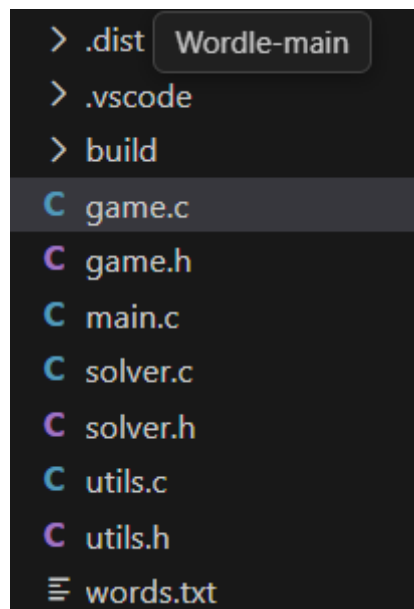 .dist Wordle-main
.vscode
build
C game.c
C game.h
C main.c
C solver.c
C solver.h
C utils.c
C utils.h
words.txt